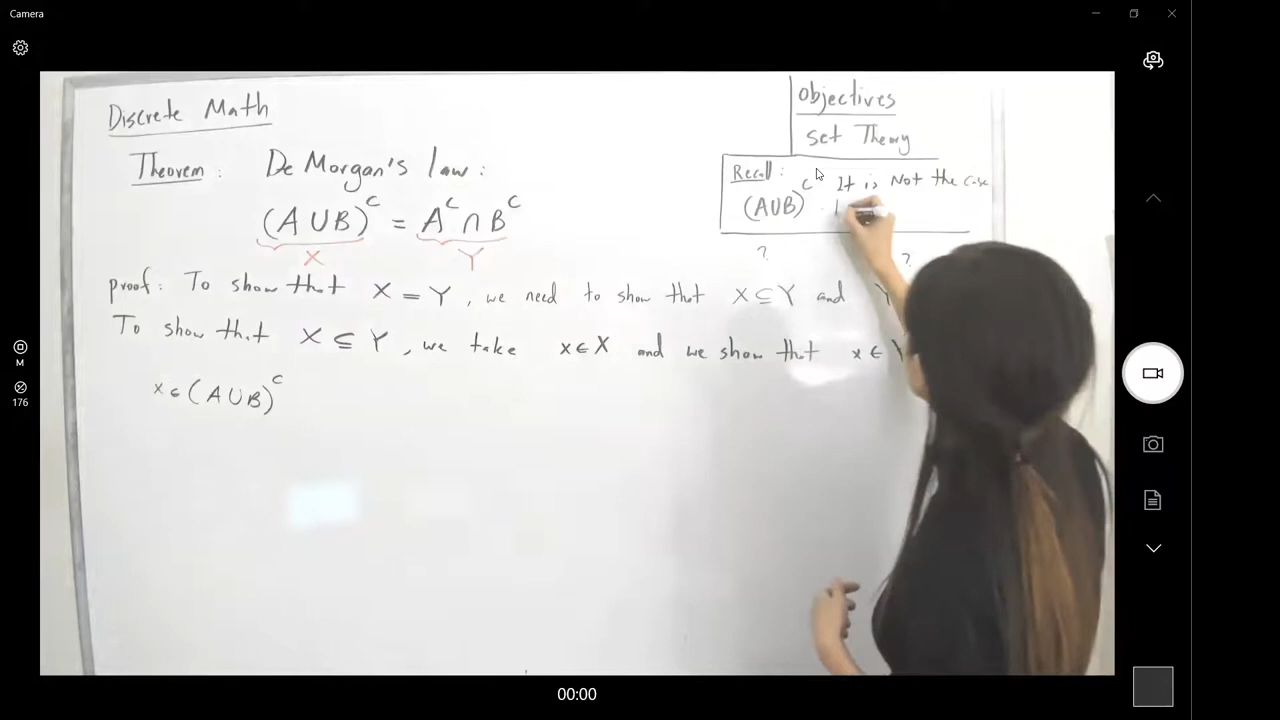 Camera
Discrete Math
Objectives
set Theory
Theorem: De Morgan's law:
Recall:
(A∪B)^c It is Not the case
(A ∪ B)^c = A^c ∩ B^c
X Y
? ?
proof: To show that X = Y, we need to show that X ⊆ Y and Y
To show that X ⊆ Y, we take x ∈ X and we show that x ∈ Y
x ∈ (A ∪ B)^c
M
176
00:00